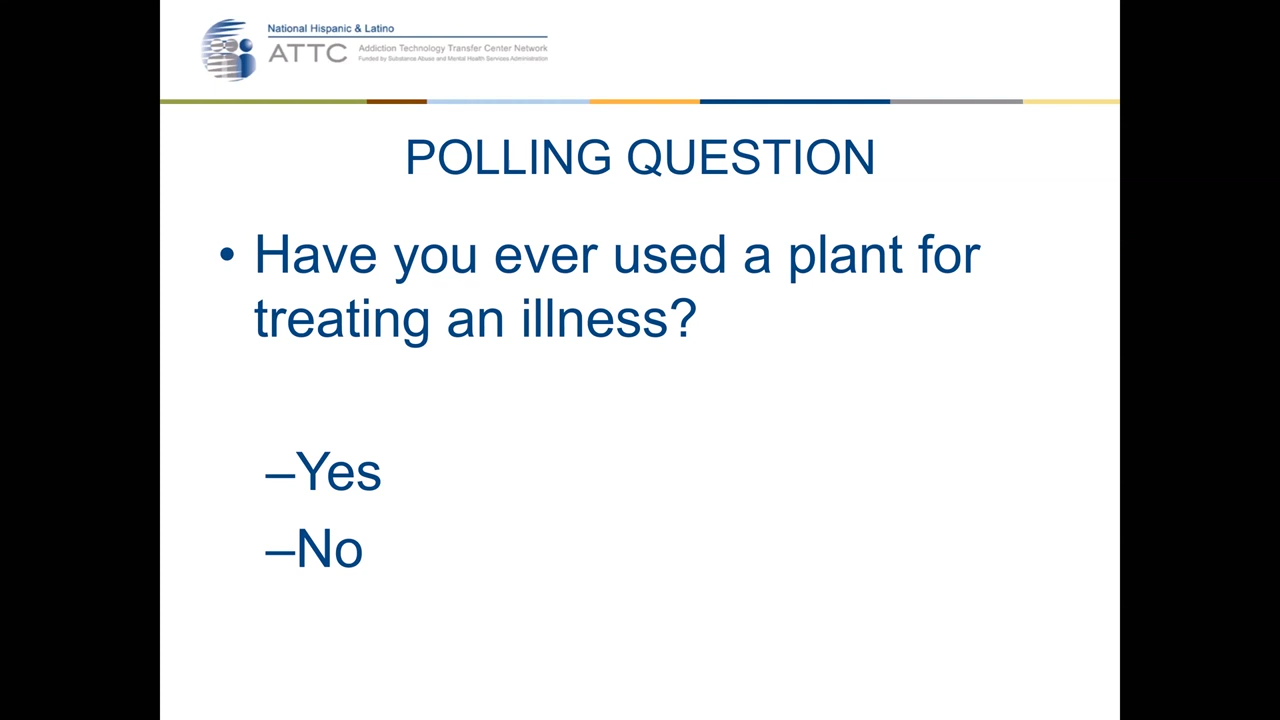 National Hispanic & Latino
ATTC
Addiction Technology Transfer Center Network
Funded by Substance Abuse and Mental Health Services Administration
POLLING QUESTION
• Have you ever used a plant for
treating an illness?
–Yes
–No